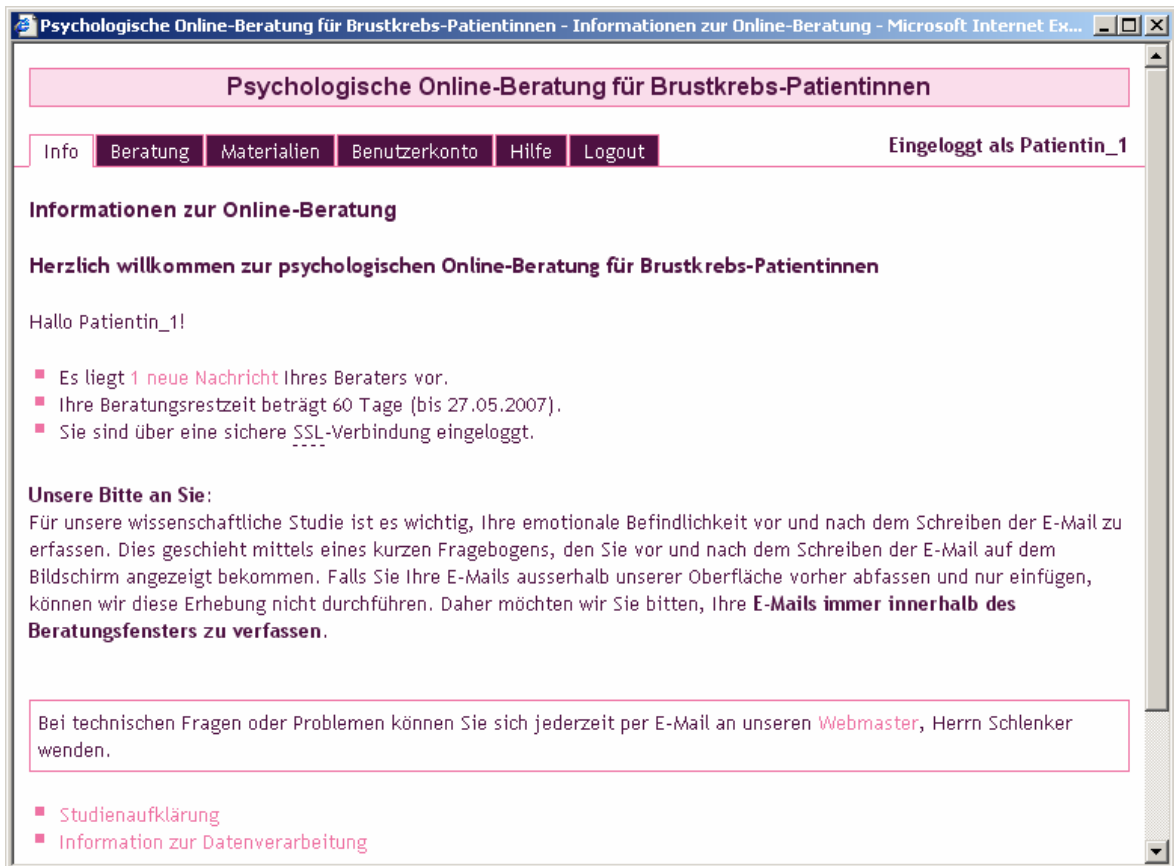 Psychologische Online-Beratung für Brustkrebs-Patientinnen - Informationen zur Online-Beratung - Microsoft Internet Ex...
Psychologische Online-Beratung für Brustkrebs-Patientinnen
Info Beratung Materialien Benutzerkonto Hilfe Logout Eingeloggt als Patientin_1
Informationen zur Online-Beratung
Herzlich willkommen zur psychologischen Online-Beratung für Brustkrebs-Patientinnen
Hallo Patientin_1!
Es liegt 1 neue Nachricht Ihres Beraters vor.
Ihre Beratungsrestzeit beträgt 60 Tage (bis 27.05.2007).
Sie sind über eine sichere SSL-Verbindung eingeloggt.
Unsere Bitte an Sie:
Für unsere wissenschaftliche Studie ist es wichtig, Ihre emotionale Befindlichkeit vor und nach dem Schreiben der E-Mail zu
erfassen. Dies geschieht mittels eines kurzen Fragebogens, den Sie vor und nach dem Schreiben der E-Mail auf dem
Bildschirm angezeigt bekommen. Falls Sie Ihre E-Mails ausserhalb unserer Oberfläche vorher abfassen und nur einfügen,
können wir diese Erhebung nicht durchführen. Daher möchten wir Sie bitten, Ihre E-Mails immer innerhalb des
Beratungsfensters zu verfassen.
Bei technischen Fragen oder Problemen können Sie sich jederzeit per E-Mail an unseren Webmaster, Herrn Schlenker
wenden.
Studienaufklärung
Information zur Datenverarbeitung